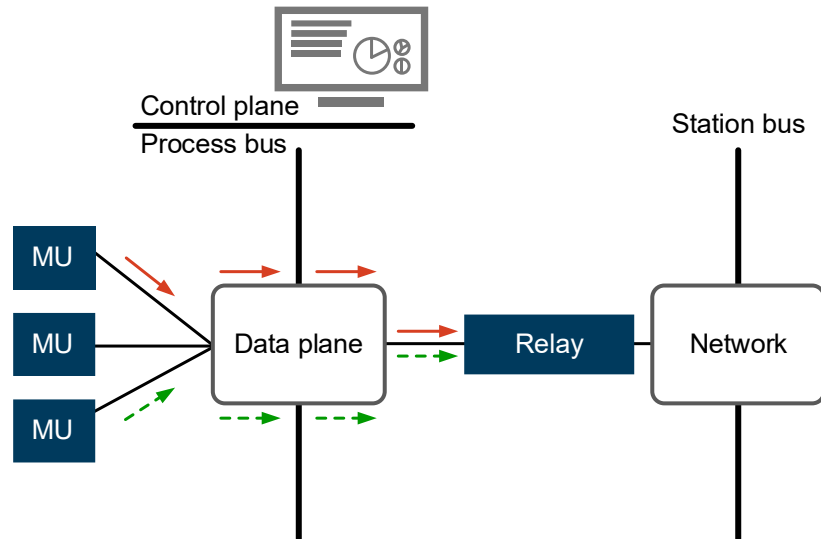 Control plane
Process bus
Station bus
MU
MU
MU
Data plane
Relay
Network